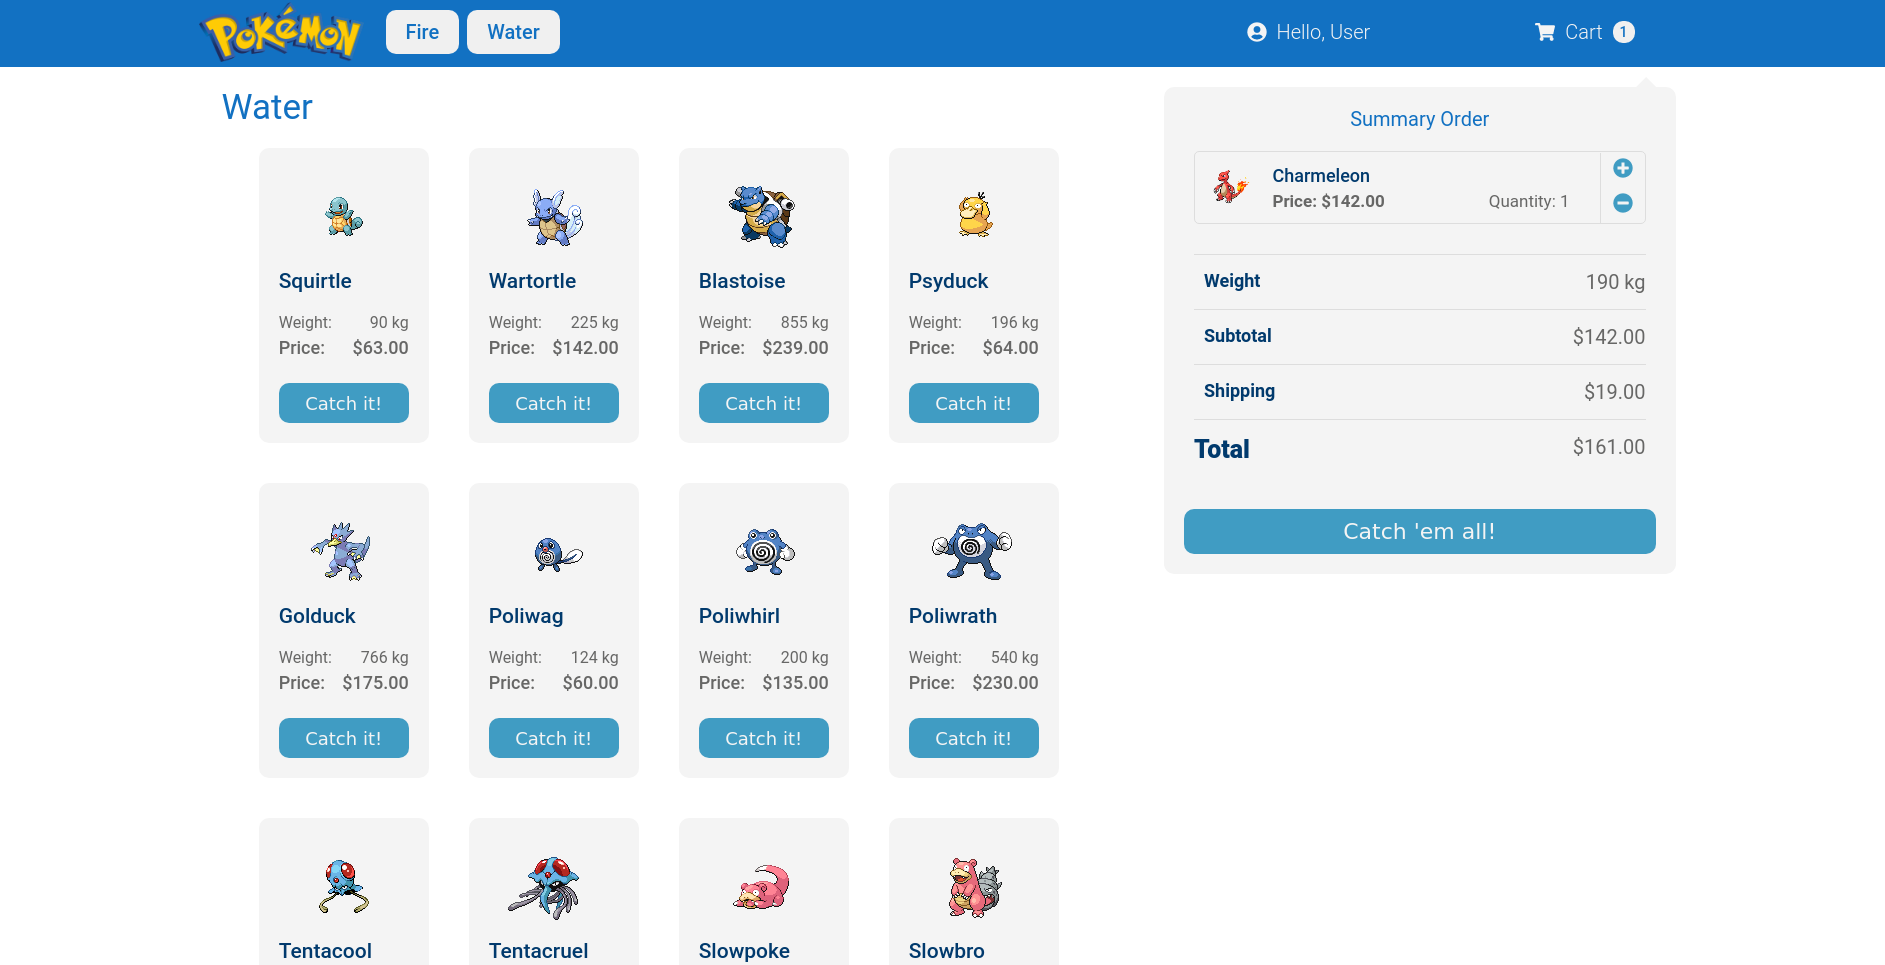 POKéMON
Fire
Water
Hello, User
Cart 1
Water
Squirtle
Weight: 90 kg
Price: $63.00
Catch it!
Wartortle
Weight: 225 kg
Price: $142.00
Catch it!
Blastoise
Weight: 855 kg
Price: $239.00
Catch it!
Psyduck
Weight: 196 kg
Price: $64.00
Catch it!
Golduck
Weight: 766 kg
Price: $175.00
Catch it!
Poliwag
Weight: 124 kg
Price: $60.00
Catch it!
Poliwhirl
Weight: 200 kg
Price: $135.00
Catch it!
Poliwrath
Weight: 540 kg
Price: $230.00
Catch it!
Tentacool
Tentacruel
Slowpoke
Slowbro
Summary Order
Charmeleon
Price: $142.00 Quantity: 1
Weight 190 kg
Subtotal $142.00
Shipping $19.00
Total $161.00
Catch 'em all!